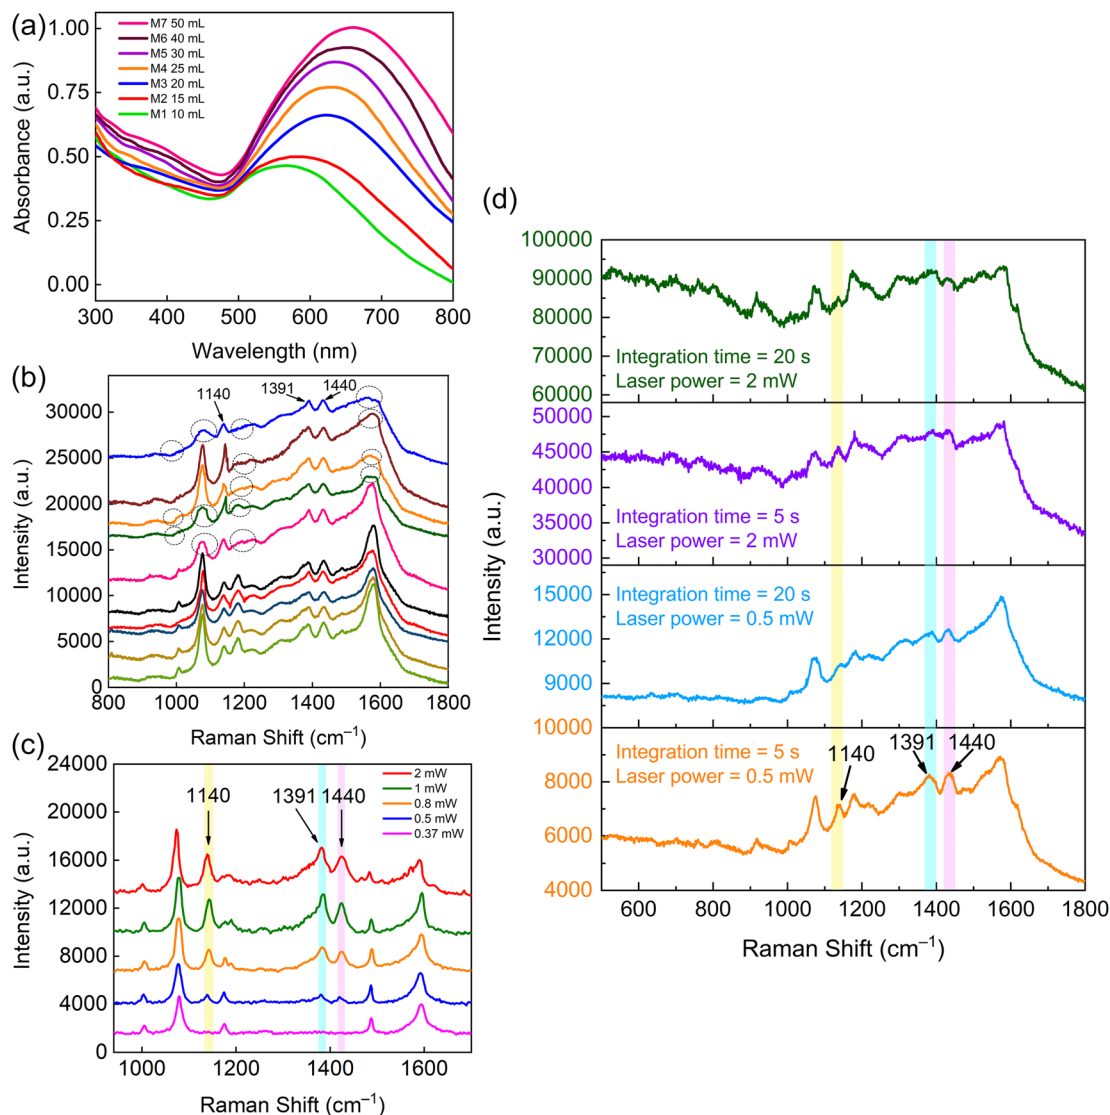 (a)
1.00
0.75
0.50
0.25
0.00
Absorbance (a.u.)
M7 50 mL
M6 40 mL
M5 30 mL
M4 25 mL
M3 20 mL
M2 15 mL
M1 10 mL
300 400 500 600 700 800
Wavelength (nm)
(b)
30000
25000
20000
15000
10000
5000
0
Intensity (a.u.)
1140
1391
1440
800 1000 1200 1400 1600 1800
Raman Shift (cm⁻¹)
(c)
24000
20000
16000
12000
8000
4000
0
Intensity (a.u.)
2 mW
1 mW
0.8 mW
0.5 mW
0.37 mW
1140
1391
1440
1000 1200 1400 1600
Raman Shift (cm⁻¹)
(d)
100000
90000
80000
70000
60000
Integration time = 20 s
Laser power = 2 mW
50000
45000
40000
33000
30000
Integration time = 5 s
Laser power = 2 mW
15000
12000
9000
Integration time = 20 s
Laser power = 0.5 mW
10000
8000
6000
4000
Integration time = 5 s
Laser power = 0.5 mW
1140
1391
1440
Intensity (a.u.)
600 800 1000 1200 1400 1600 1800
Raman Shift (cm⁻¹)